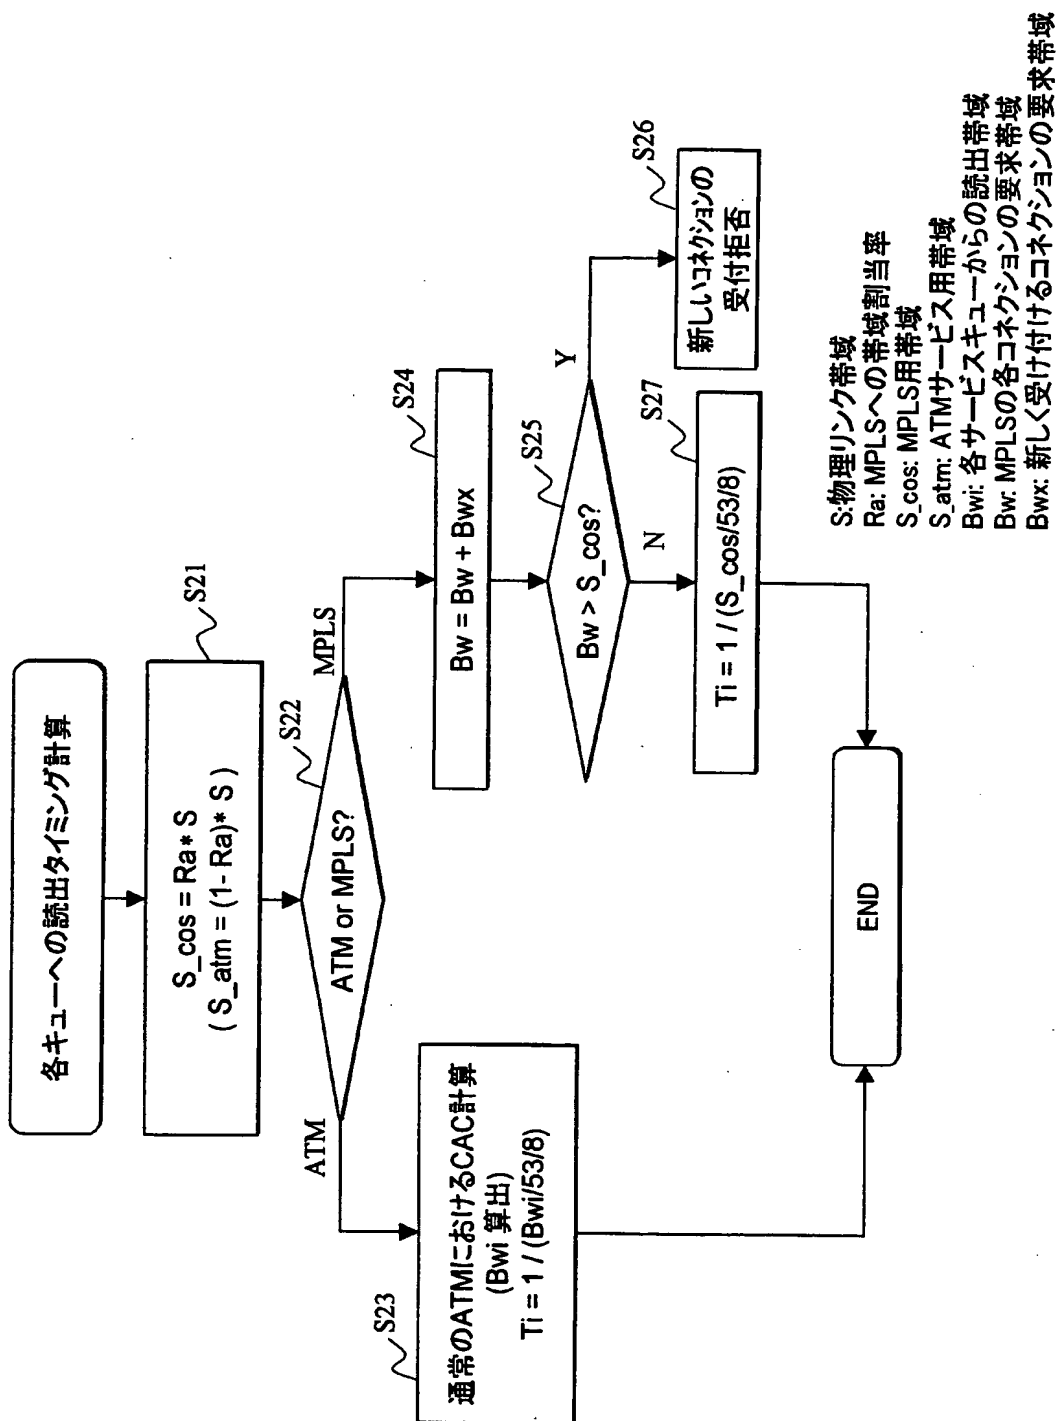 各キューへの読出タイミング計算
S21
S_cos = Ra* S
( S_atm = (1- Ra)* S )
S22
ATM or MPLS?
ATM
MPLS
S23
通常のATMにおけるCAC計算
(Bwi 算出)
Ti = 1 / (Bwi/53/8)
S24
Bw = Bw + Bwx
S25
Bw > S_cos?
Y
N
S26
新しいコネクションの
受付拒否
S27
Ti = 1 / (S_cos/53/8)
END
S:物理リンク帯域
Ra: MPLSへの帯域割当率
S_cos: MPLS用帯域
S_atm: ATMサービス用帯域
Bwi: 各サービスキューからの読出帯域
Bw: MPLSの各コネクションの要求帯域
Bwx: 新しく受け付けるコネクションの要求帯域